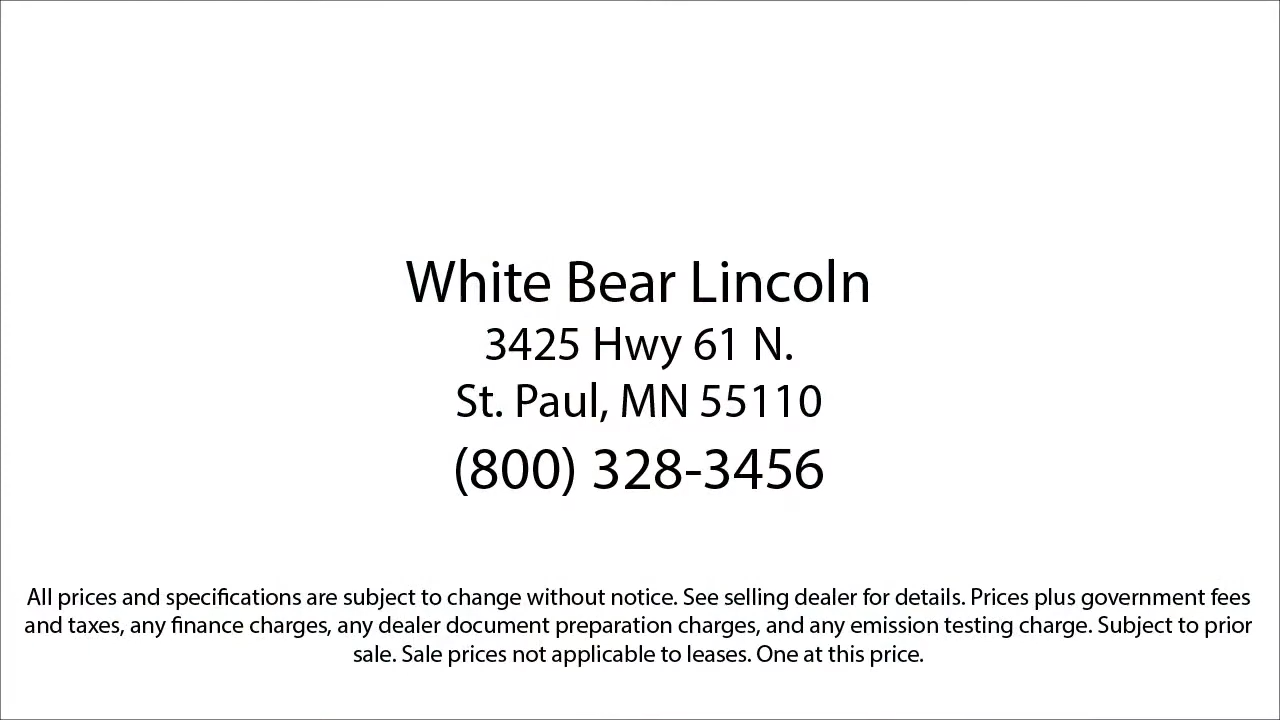 White Bear Lincoln
3425 Hwy 61 N.
St. Paul, MN 55110
(800) 328-3456
All prices and specifications are subject to change without notice. See selling dealer for details. Prices plus government fees
and taxes, any finance charges, any dealer document preparation charges, and any emission testing charge. Subject to prior
sale. Sale prices not applicable to leases. One at this price.